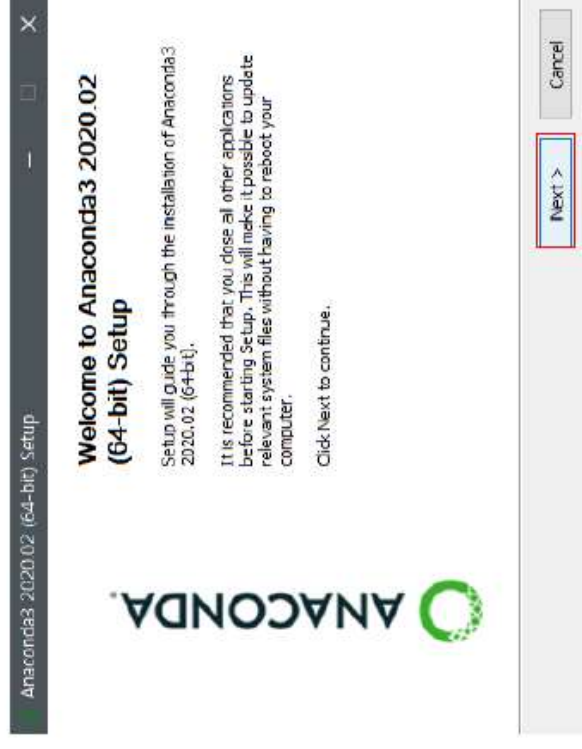 Anaconda3 2020.02 (64-bit) Setup
Welcome to Anaconda3 2020.02
(64-bit) Setup
Setup will guide you through the installation of Anaconda3
2020.02 (64-bit).
It is recommended that you close all other applications
before starting Setup. This will make it possible to update
relevant system files without having to reboot your
computer.
Click Next to continue.
ANACONDA.
Next >
Cancel